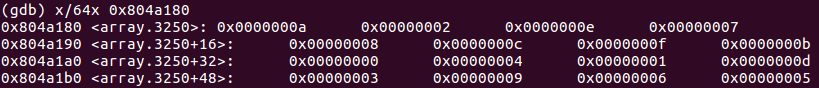 (gdb) x/64x 0x804a180
0x804a180 <array.3250>: 0x0000000a 0x00000002 0x0000000e 0x00000007
0x804a190 <array.3250+16>: 0x00000008 0x0000000c 0x0000000f 0x0000000b
0x804a1a0 <array.3250+32>: 0x00000000 0x00000004 0x00000001 0x0000000d
0x804a1b0 <array.3250+48>: 0x00000003 0x00000009 0x00000006 0x00000005